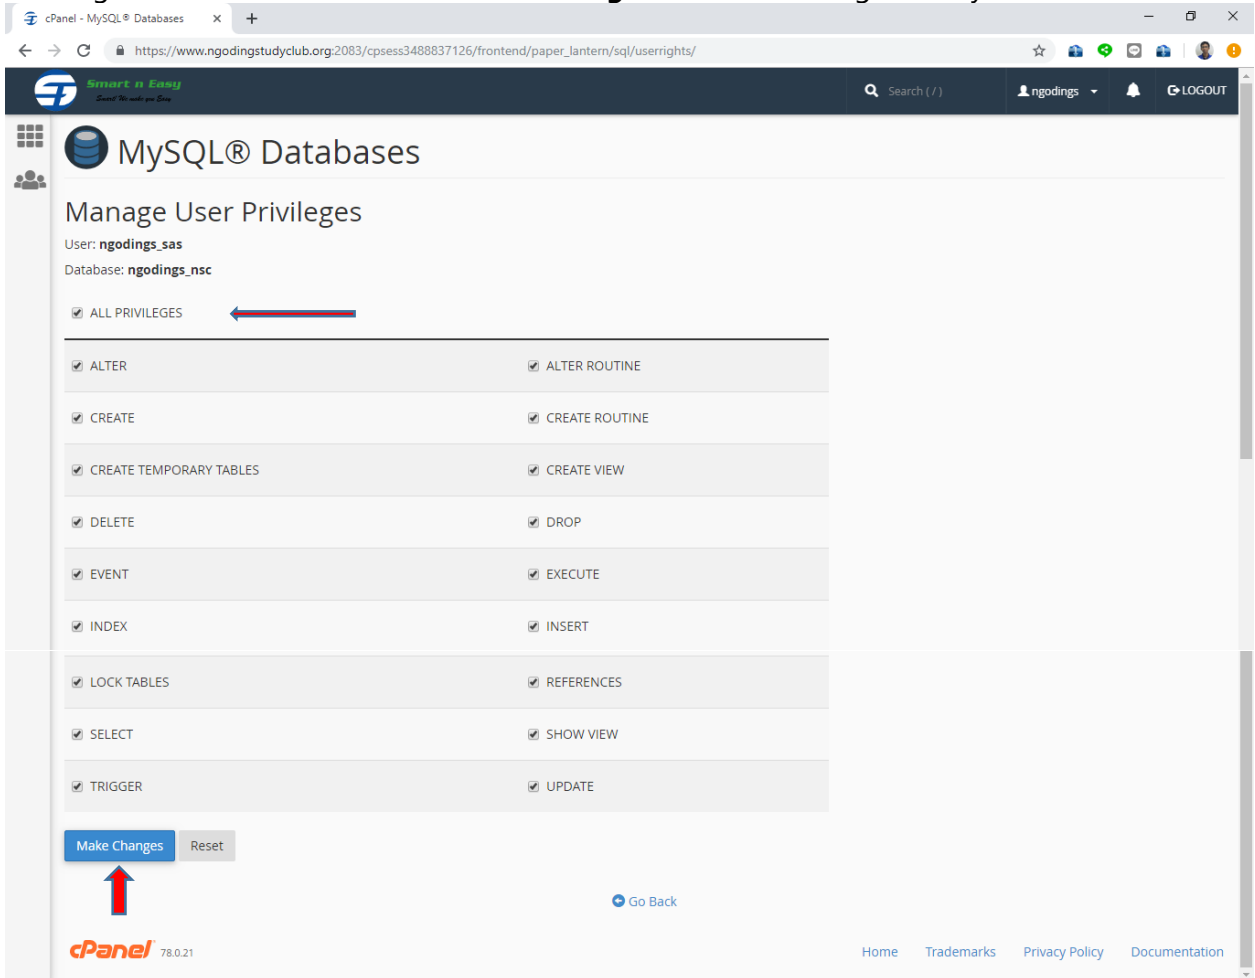 cPanel - MySQL® Databases
https://www.ngodingstudyclub.org:2083/cpsess3488837126/frontend/paper_lantern/sql/userrights/
Smart n Easy
Search ( / )
ngodings
LOGOUT
MySQL® Databases
Manage User Privileges
User: ngodings_sas
Database: ngodings_nsc
ALL PRIVILEGES
ALTER ALTER ROUTINE
CREATE CREATE ROUTINE
CREATE TEMPORARY TABLES CREATE VIEW
DELETE DROP
EVENT EXECUTE
INDEX INSERT
LOCK TABLES REFERENCES
SELECT SHOW VIEW
TRIGGER UPDATE
Make Changes Reset
Go Back
cPanel 78.0.21 Home Trademarks Privacy Policy Documentation